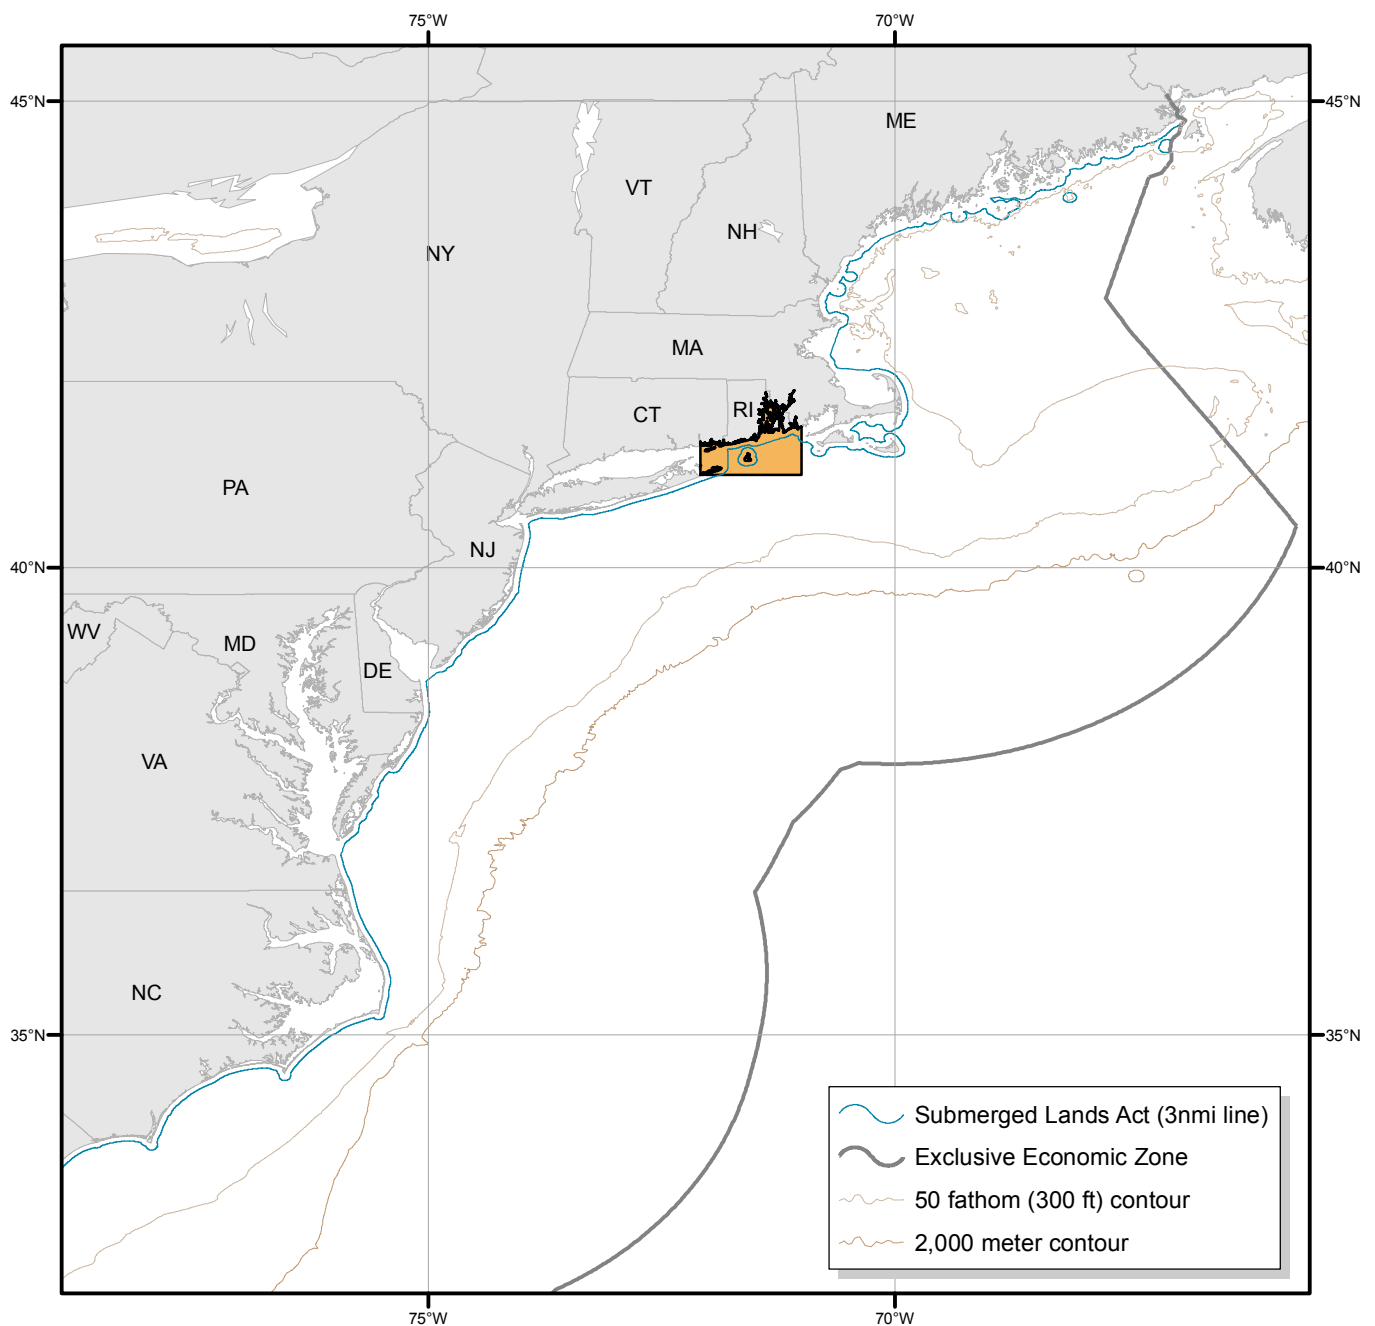 75°W 70°W
45°N 45°N
ME
VT
NH
NY
MA
RI
CT
PA
NJ
40°N 40°N
WV
MD
DE
VA
NC
35°N 35°N
Submerged Lands Act (3nmi line)
Exclusive Economic Zone
50 fathom (300 ft) contour
2,000 meter contour
75°W 70°W